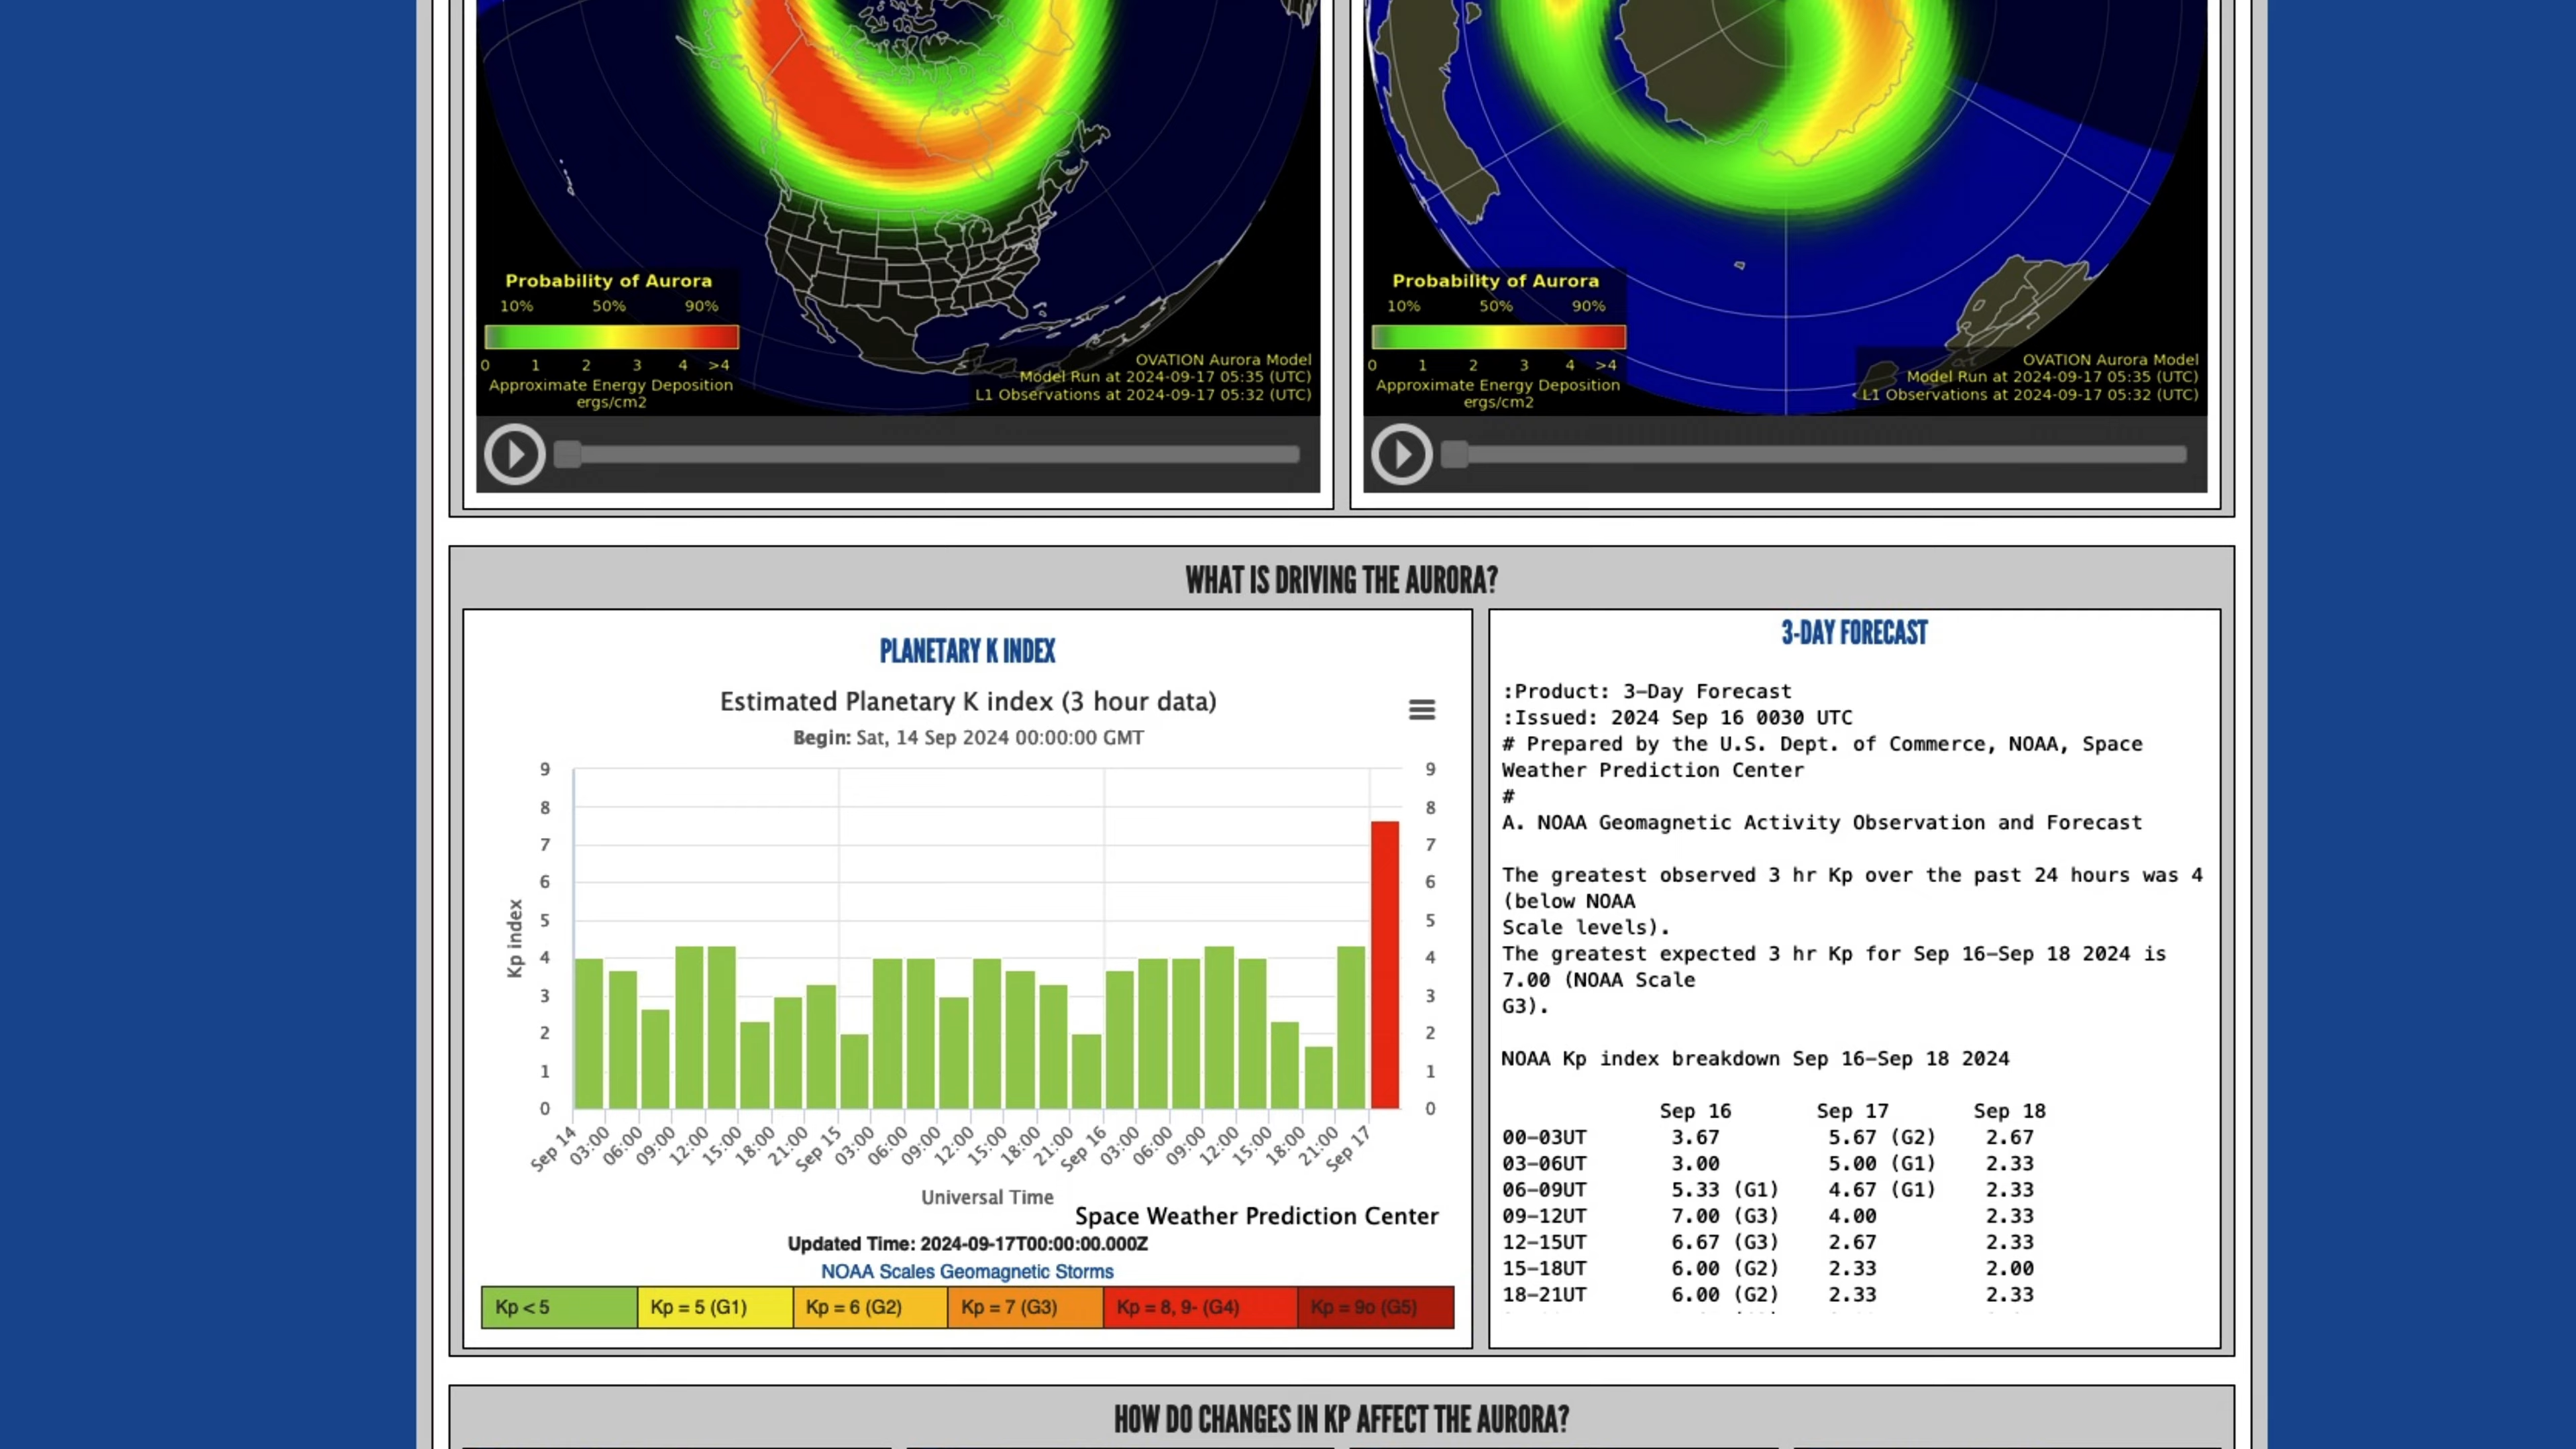 Probability of Aurora
10% 50% 90%
0 1 2 3 4 >4
Approximate Energy Deposition
ergs/cm2
OVATION Aurora Model
Model Run at 2024-09-17 05:35 (UTC)
L1 Observations at 2024-09-17 05:32 (UTC)
Probability of Aurora
10% 50% 90%
0 1 2 3 4 >4
Approximate Energy Deposition
ergs/cm2
OVATION Aurora Model
Model Run at 2024-09-17 05:35 (UTC)
L1 Observations at 2024-09-17 05:32 (UTC)
WHAT IS DRIVING THE AURORA?
PLANETARY K INDEX
Estimated Planetary K index (3 hour data)
Begin: Sat, 14 Sep 2024 00:00:00 GMT
9 9
8 8
7 7
6 6
5 5
4 4
3 3
2 2
1 1
0 0
Kp index
Sep 14 03:00 06:00 09:00 12:00 15:00 18:00 21:00 Sep 15 03:00 06:00 09:00 12:00 15:00 18:00 21:00 Sep 16 03:00 06:00 09:00 12:00 15:00 18:00 21:00 Sep 17
Universal Time
Space Weather Prediction Center
Updated Time: 2024-09-17T00:00:00.000Z
NOAA Scales Geomagnetic Storms
Kp < 5 Kp = 5 (G1) Kp = 6 (G2) Kp = 7 (G3) Kp = 8, 9- (G4) Kp = 9o (G5)
3-DAY FORECAST
:Product: 3-Day Forecast
:Issued: 2024 Sep 16 0030 UTC
# Prepared by the U.S. Dept. of Commerce, NOAA, Space
Weather Prediction Center
#
A. NOAA Geomagnetic Activity Observation and Forecast
The greatest observed 3 hr Kp over the past 24 hours was 4
(below NOAA
Scale levels).
The greatest expected 3 hr Kp for Sep 16-Sep 18 2024 is
7.00 (NOAA Scale
G3).
NOAA Kp index breakdown Sep 16-Sep 18 2024
Sep 16 Sep 17 Sep 18
00-03UT 3.67 5.67 (G2) 2.67
03-06UT 3.00 5.00 (G1) 2.33
06-09UT 5.33 (G1) 4.67 (G1) 2.33
09-12UT 7.00 (G3) 4.00 2.33
12-15UT 6.67 (G3) 2.67 2.33
15-18UT 6.00 (G2) 2.33 2.00
18-21UT 6.00 (G2) 2.33 2.33
HOW DO CHANGES IN KP AFFECT THE AURORA?